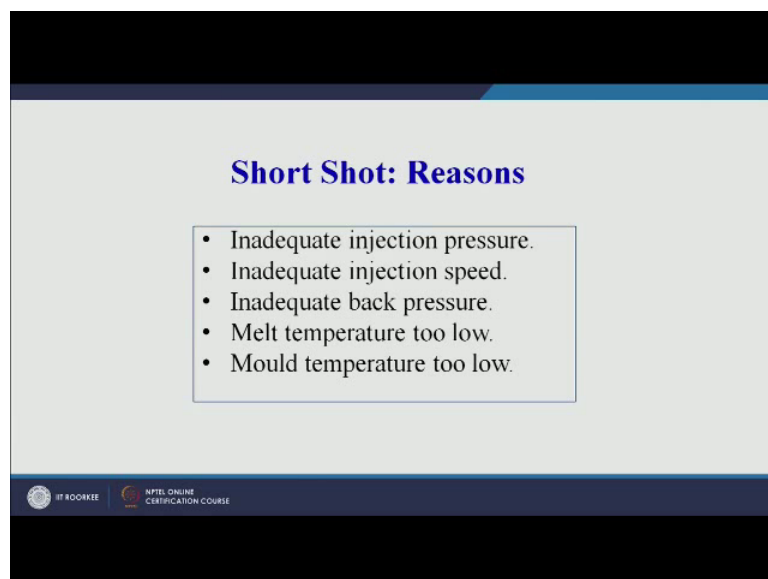 Short Shot: Reasons
• Inadequate injection pressure.
• Inadequate injection speed.
• Inadequate back pressure.
• Melt temperature too low.
• Mould temperature too low.
IIT ROORKEE
NPTEL ONLINE
CERTIFICATION COURSE